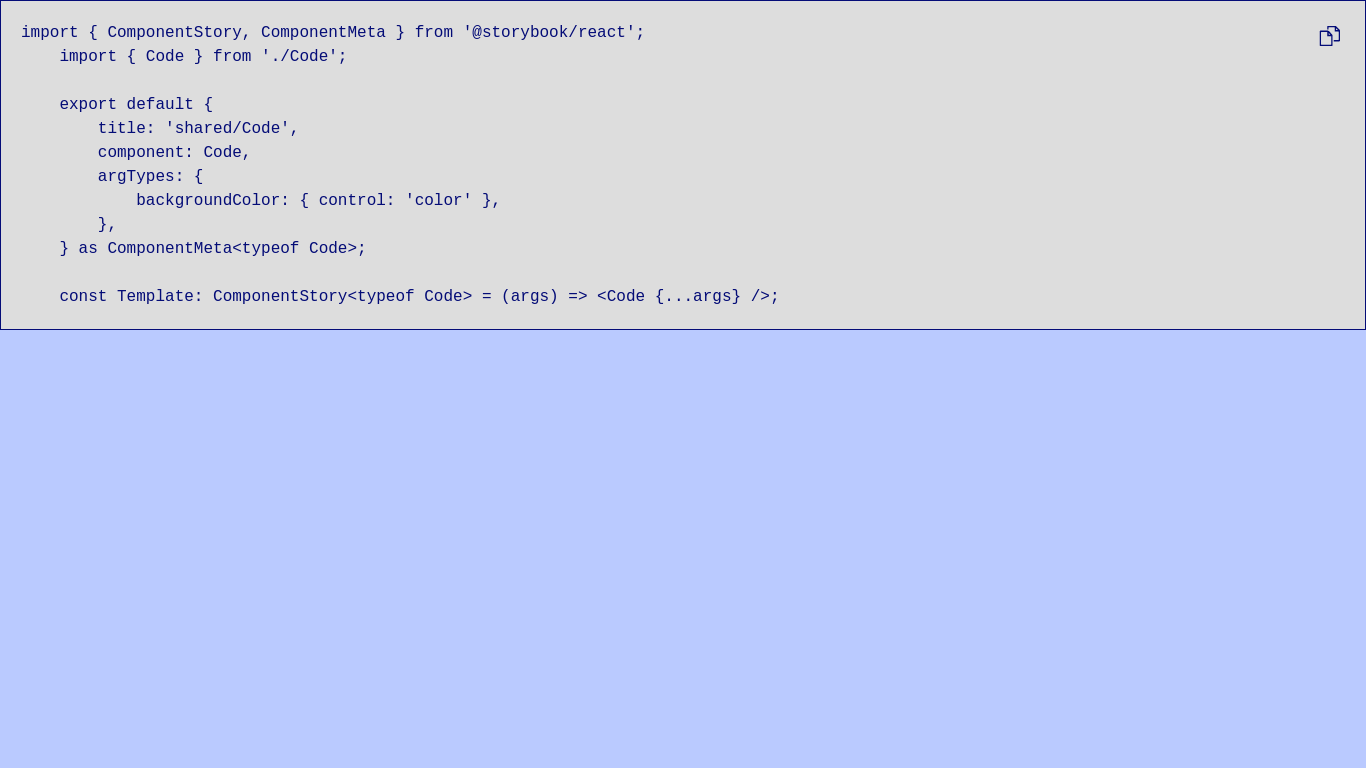 import { ComponentStory, ComponentMeta } from '@storybook/react';
    import { Code } from './Code';

    export default {
        title: 'shared/Code',
        component: Code,
        argTypes: {
            backgroundColor: { control: 'color' },
        },
    } as ComponentMeta<typeof Code>;

    const Template: ComponentStory<typeof Code> = (args) => <Code {...args} />;